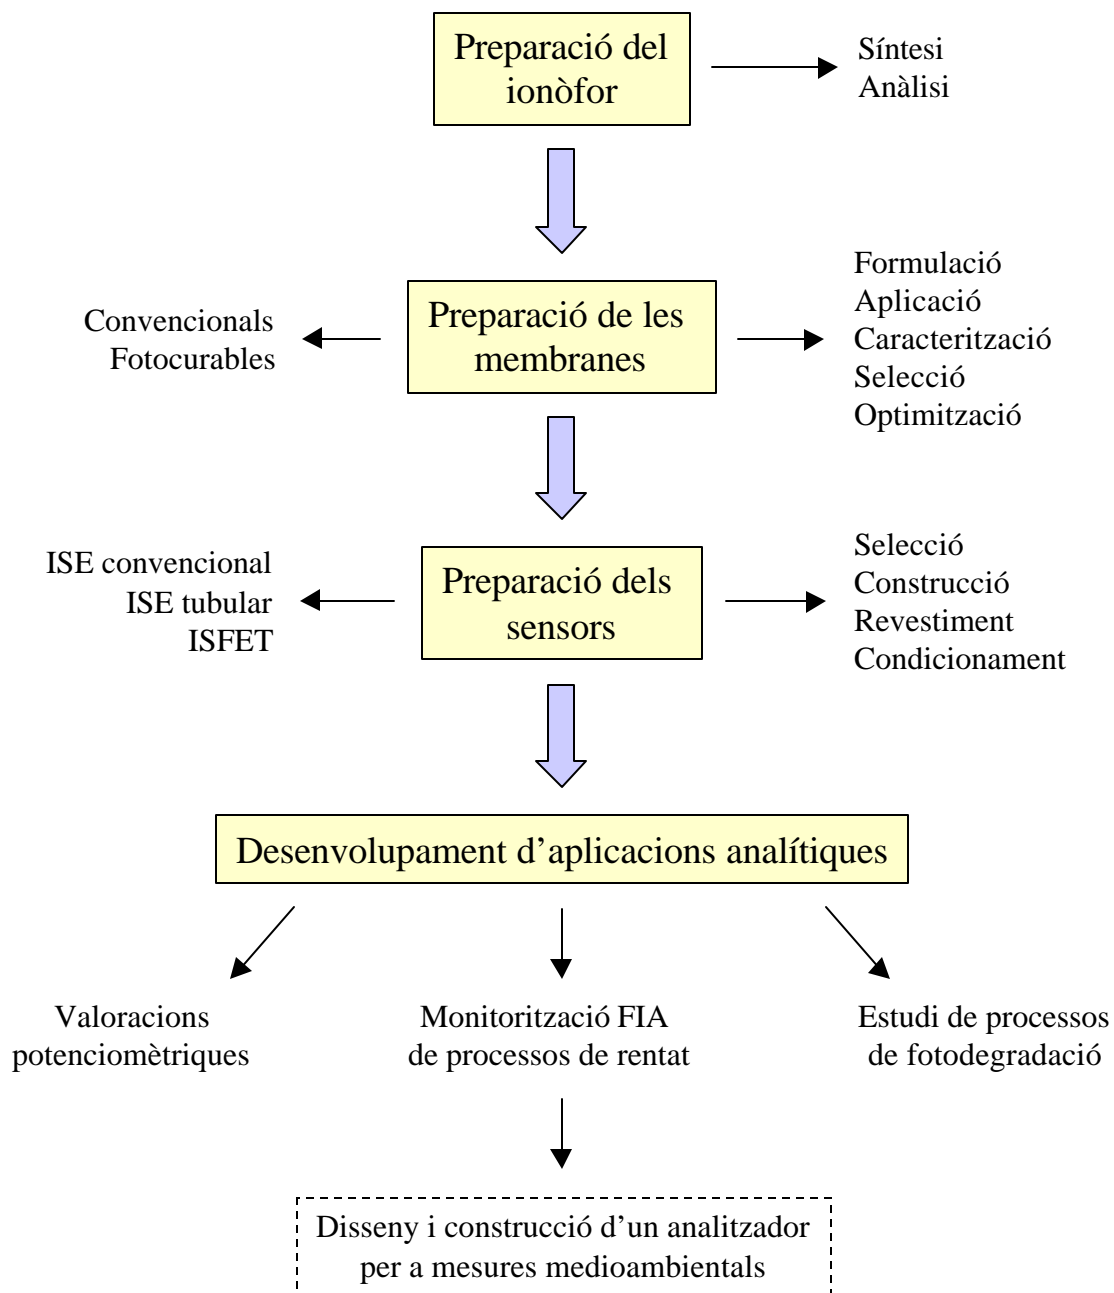 Preparació del
ionòfor
Síntesi
Anàlisi
Convencionals
Fotocurables
Preparació de les
membranes
Formulació
Aplicació
Caracterització
Selecció
Optimització
ISE convencional
ISE tubular
ISFET
Preparació dels
sensors
Selecció
Construcció
Revestiment
Condicionament
Desenvolupament d’aplicacions analítiques
Valoracions
potenciomètriques
Monitorització FIA
de processos de rentat
Estudi de processos
de fotodegradació
Disseny i construcció d’un analitzador
per a mesures medioambientals